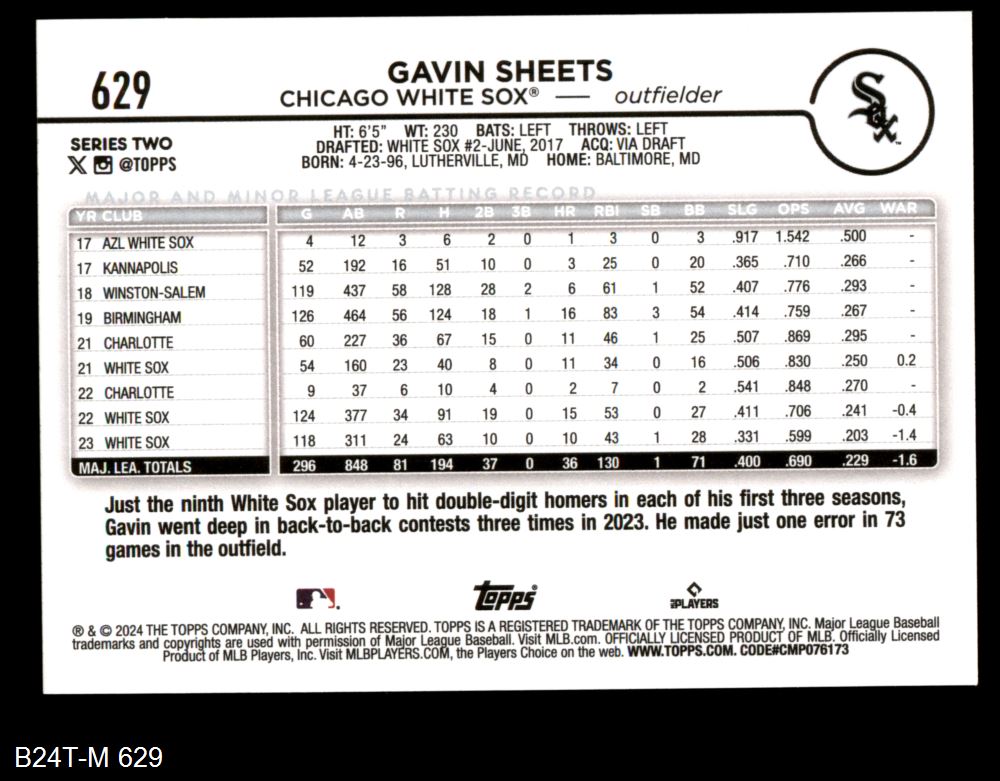 629
GAVIN SHEETS
CHICAGO WHITE SOX® — outfielder
Sox
™
SERIES TWO
X @TOPPS
HT: 6'5" WT: 230 BATS: LEFT THROWS: LEFT
DRAFTED: WHITE SOX #2-JUNE, 2017 ACQ: VIA DRAFT
BORN: 4-23-96, LUTHERVILLE, MD HOME: BALTIMORE, MD
MAJOR AND MINOR LEAGUE BATTING RECORD
YR CLUB G AB R H 2B 3B HR RBI SB BB SLG OPS AVG WAR
17 AZL WHITE SOX 4 12 3 6 2 0 1 3 0 3 .917 1.542 .500 -
17 KANNAPOLIS 52 192 16 51 10 0 3 25 0 20 .365 .710 .266 -
18 WINSTON-SALEM 119 437 58 128 28 2 6 61 1 52 .407 .776 .293 -
19 BIRMINGHAM 126 464 56 124 18 1 16 83 3 54 .414 .759 .267 -
21 CHARLOTTE 60 227 36 67 15 0 11 46 1 25 .507 .869 .295 -
21 WHITE SOX 54 160 23 40 8 0 11 34 0 16 .506 .830 .250 0.2
22 CHARLOTTE 9 37 6 10 4 0 2 7 0 2 .541 .848 .270 -
22 WHITE SOX 124 377 34 91 19 0 15 53 0 27 .411 .706 .241 -0.4
23 WHITE SOX 118 311 24 63 10 0 10 43 1 28 .331 .599 .203 -1.4
MAJ. LEA. TOTALS 296 848 81 194 37 0 36 130 1 71 .400 .690 .229 -1.6
Just the ninth White Sox player to hit double-digit homers in each of his first three seasons,
Gavin went deep in back-to-back contests three times in 2023. He made just one error in 73
games in the outfield.
Topps®
MLBPLAYERS
® & © 2024 THE TOPPS COMPANY, INC. ALL RIGHTS RESERVED. TOPPS IS A REGISTERED TRADEMARK OF THE TOPPS COMPANY, INC. Major League Baseball
trademarks and copyrights are used with permission of Major League Baseball. Visit MLB.com. OFFICIALLY LICENSED PRODUCT OF MLB. Officially Licensed
Product of MLB Players, Inc. Visit MLBPLAYERS.COM, the Players Choice on the web. WWW.TOPPS.COM. CODE#CMP076173
B24T-M 629